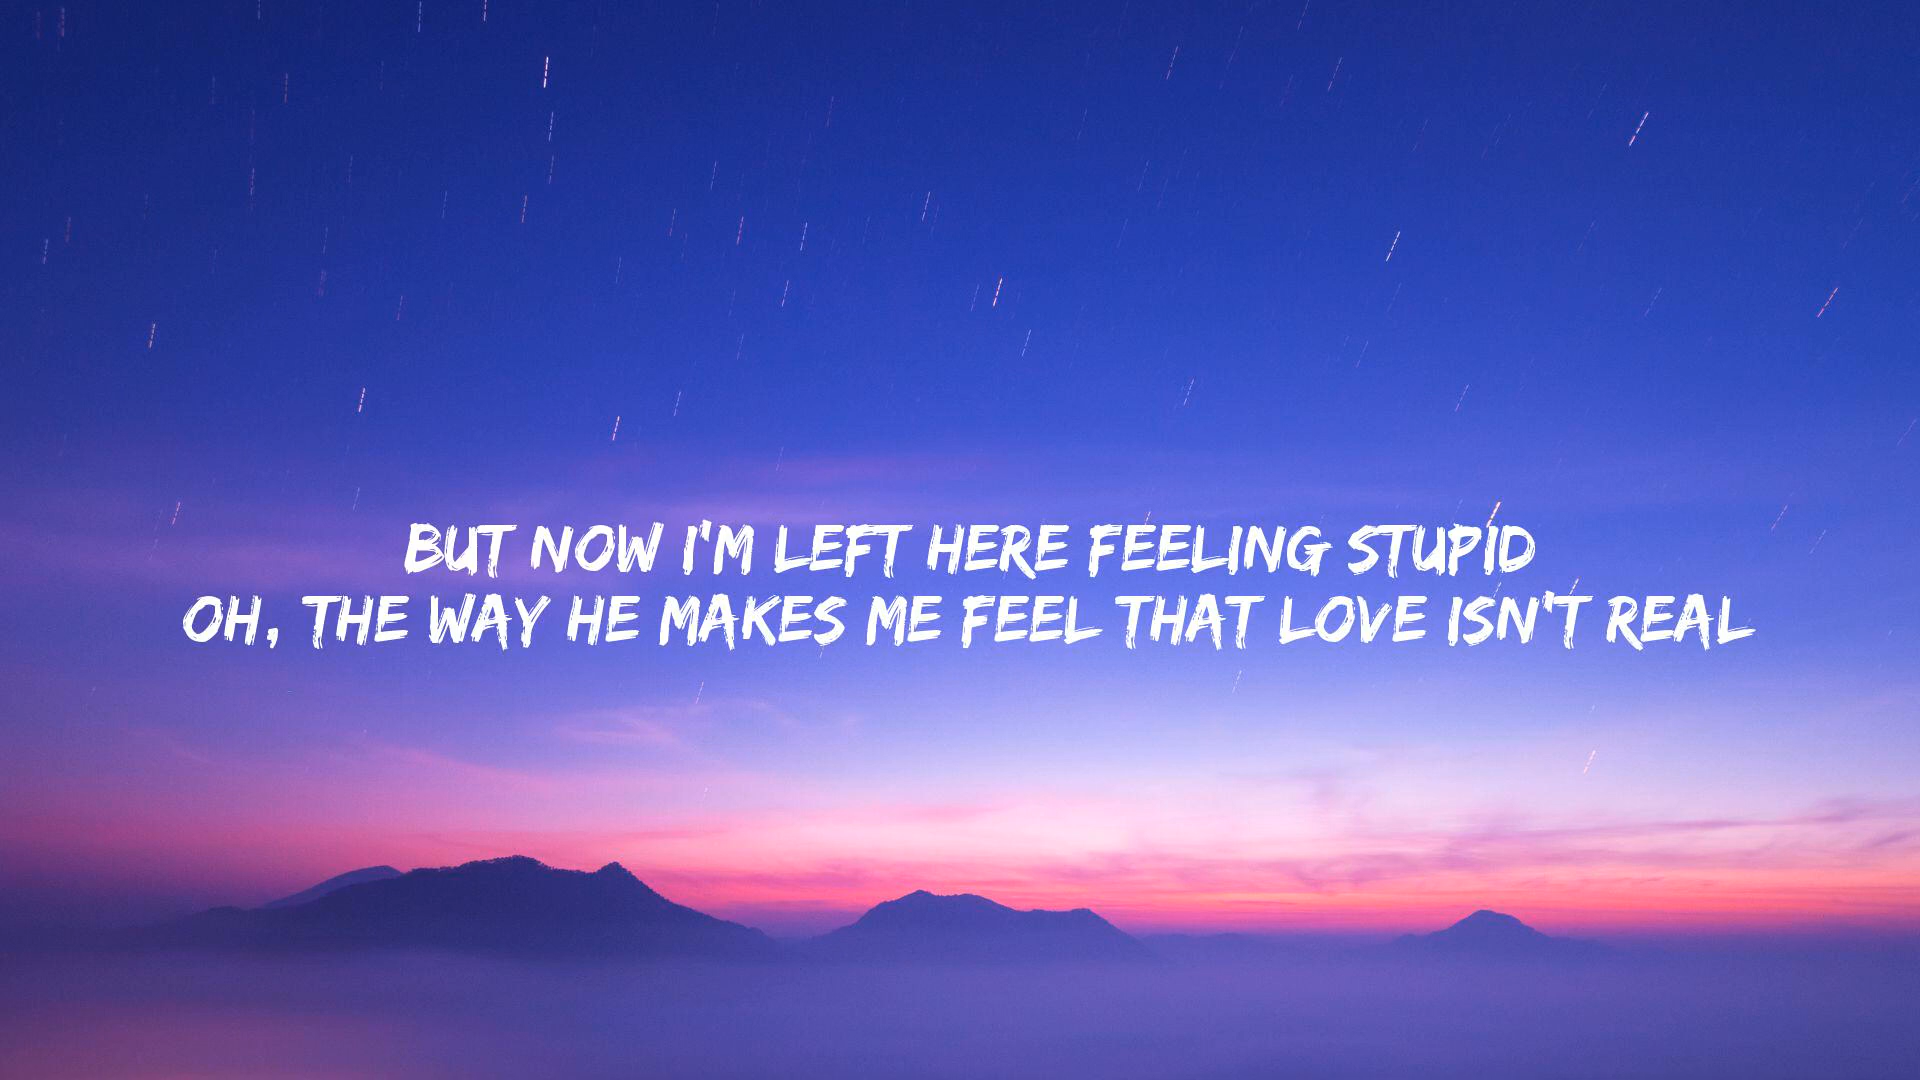 BUT NOW I'M LEFT HERE FEELING STUPID
OH, THE WAY HE MAKES ME FEEL THAT LOVE ISN'T REAL